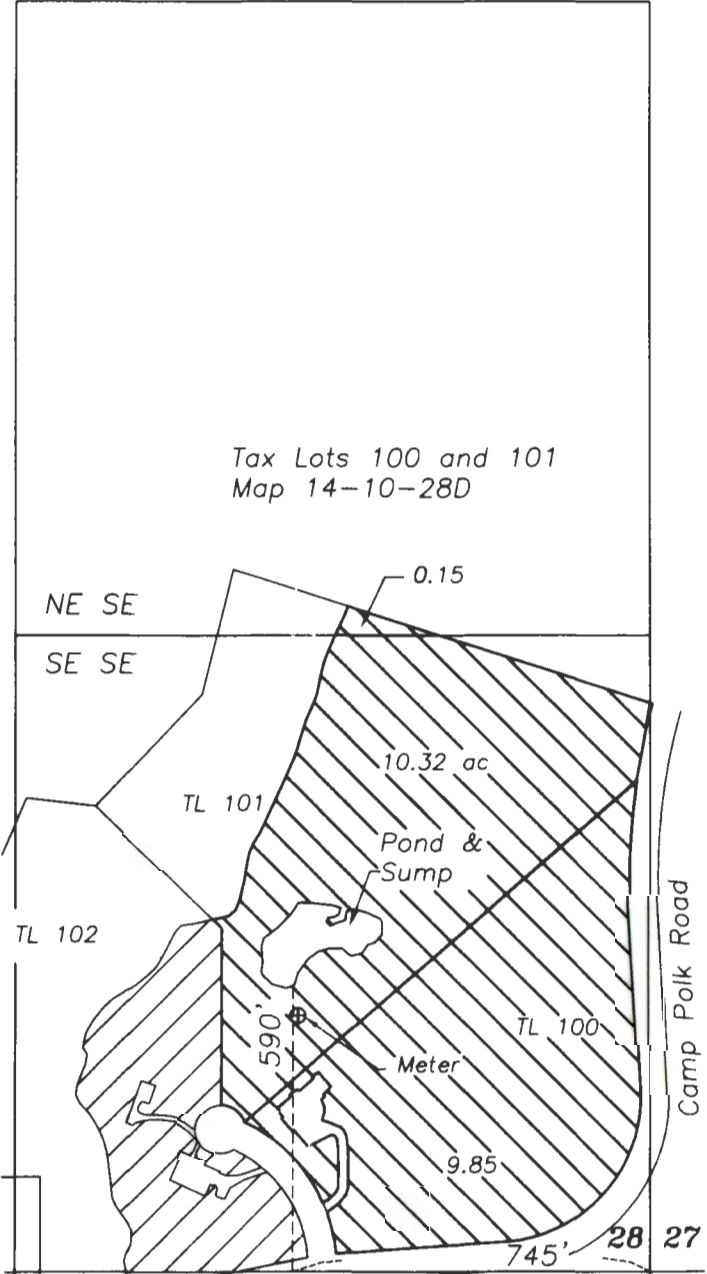 Tax Lots 100 and 101
Map 14-10-28D
0.15
NE SE
SE SE
10.32 ac
TL 101
Pond &
Sump
TL 102
Camp Polk Road
590'
TL 100
Meter
9.85
745'
28 27